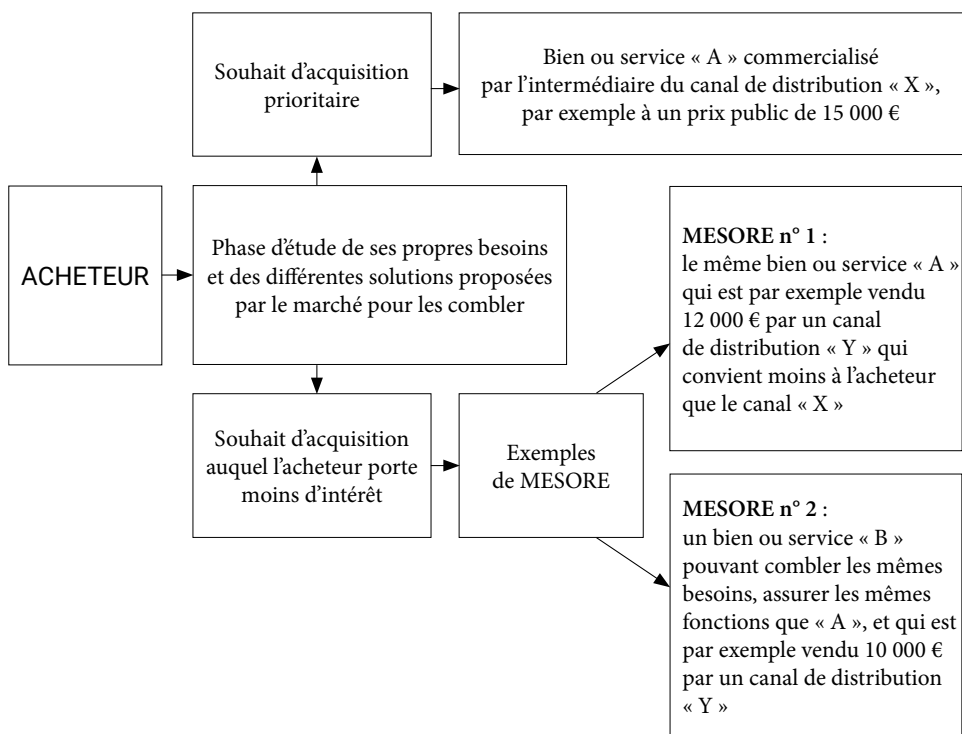 Souhait d'acquisition
prioritaire
Bien ou service « A » commercialisé
par l'intermédiaire du canal de distribution « X »,
par exemple à un prix public de 15 000 €
ACHETEUR
Phase d'étude de ses propres besoins
et des différentes solutions proposées
par le marché pour les combler
MESORE n° 1 :
le même bien ou service « A »
qui est par exemple vendu
12 000 € par un canal
de distribution « Y » qui
convient moins à l'acheteur
que le canal « X »
Souhait d'acquisition
auquel l'acheteur porte
moins d'intérêt
Exemples
de MESORE
MESORE n° 2 :
un bien ou service « B »
pouvant combler les mêmes
besoins, assurer les mêmes
fonctions que « A », et qui est
par exemple vendu 10 000 €
par un canal de distribution
« Y »